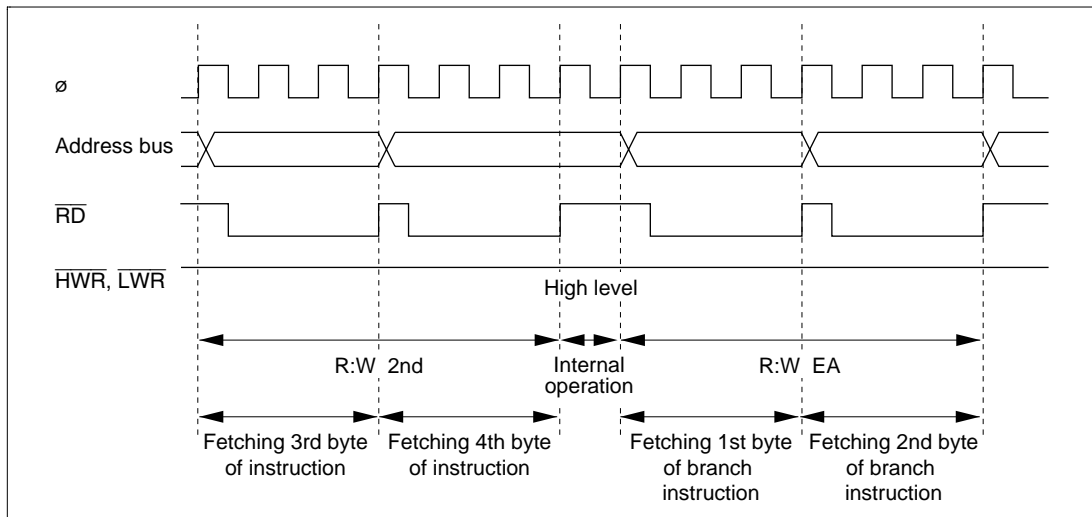 ø
Address bus
RD
HWR, LWR
High level
R:W 2nd
Internal
operation
R:W EA
Fetching 3rd byte
of instruction
Fetching 4th byte
of instruction
Fetching 1st byte
of branch
instruction
Fetching 2nd byte
of branch
instruction